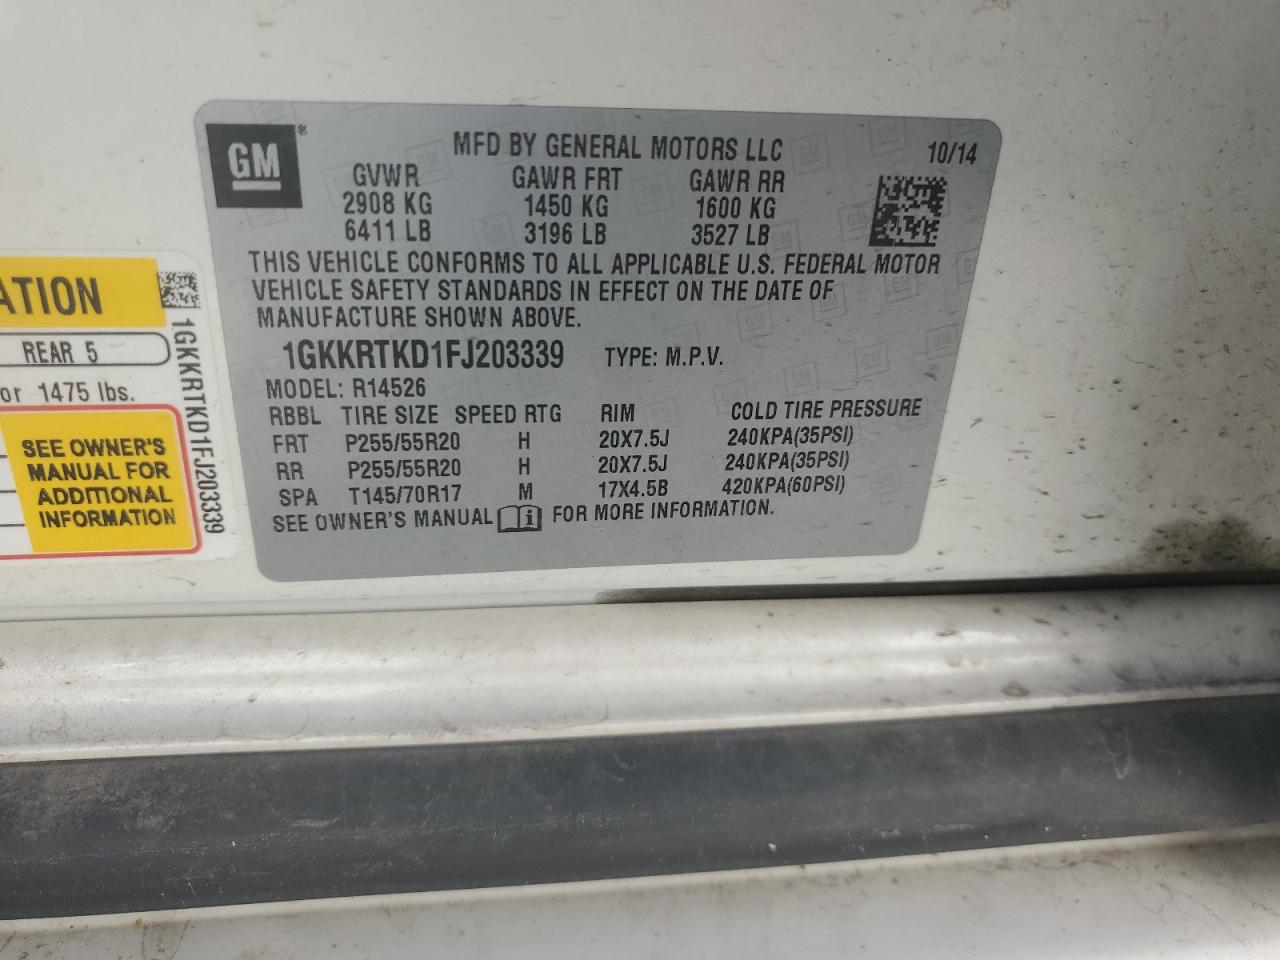 GM®
MFD BY GENERAL MOTORS LLC 10/14
GVWR GAWR FRT GAWR RR
2908 KG 1450 KG 1600 KG
6411 LB 3196 LB 3527 LB
THIS VEHICLE CONFORMS TO ALL APPLICABLE U.S. FEDERAL MOTOR
VEHICLE SAFETY STANDARDS IN EFFECT ON THE DATE OF
MANUFACTURE SHOWN ABOVE.
1GKKRTKD1FJ203339 TYPE: M.P.V.
MODEL: R14526
RBBL TIRE SIZE SPEED RTG RIM COLD TIRE PRESSURE
FRT P255/55R20 H 20X7.5J 240KPA(35PSI)
RR P255/55R20 H 20X7.5J 240KPA(35PSI)
SPA T145/70R17 M 17X4.5B 420KPA(60PSI)
SEE OWNER'S MANUAL FOR MORE INFORMATION.
ATION
REAR 5
or 1475 lbs.
SEE OWNER'S
MANUAL FOR
ADDITIONAL
INFORMATION
1GKKRTKD1FJ203339